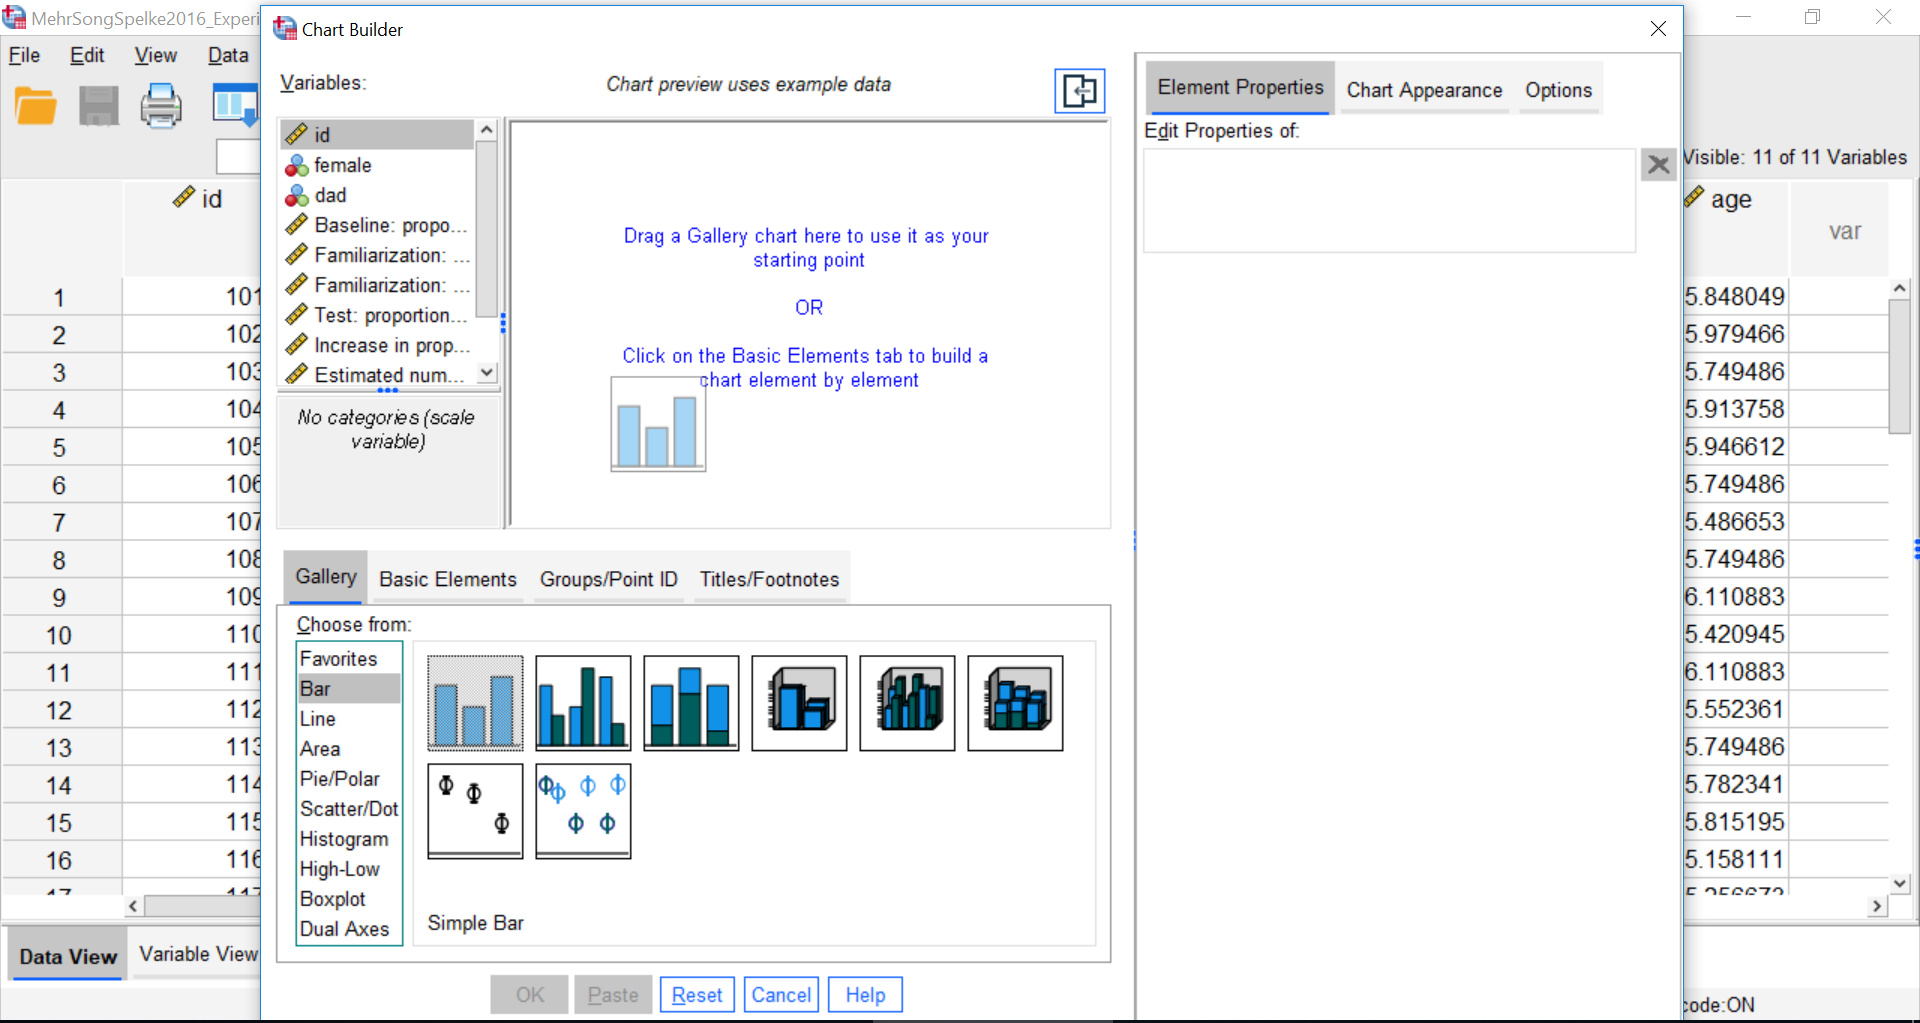 MehrSongSpelke2016_Experi
Chart Builder
File Edit View Data
Variables:
Chart preview uses example data
Element Properties Chart Appearance Options
Edit Properties of:
id
female
dad
Baseline: propo...
Familiarization: ...
Familiarization: ...
Test: proportion...
Increase in prop...
Estimated num...
No categories (scale
variable)
Drag a Gallery chart here to use it as your
starting point
OR
Click on the Basic Elements tab to build a
chart element by element
Visible: 11 of 11 Variables
id
age
var
1 101 5.848049
2 102 5.979466
3 103 5.749486
4 104 5.913758
5 105 5.946612
6 106 5.749486
7 107 5.486653
8 108 5.749486
9 109 6.110883
10 110 5.420945
11 111 6.110883
12 112 5.552361
13 113 5.749486
14 114 5.782341
15 115 5.815195
16 116 5.158111
17 117 5.256673
Gallery Basic Elements Groups/Point ID Titles/Footnotes
Choose from:
Favorites
Bar
Line
Area
Pie/Polar
Scatter/Dot
Histogram
High-Low
Boxplot
Dual Axes
Simple Bar
OK Paste Reset Cancel Help
Data View Variable View
code:ON